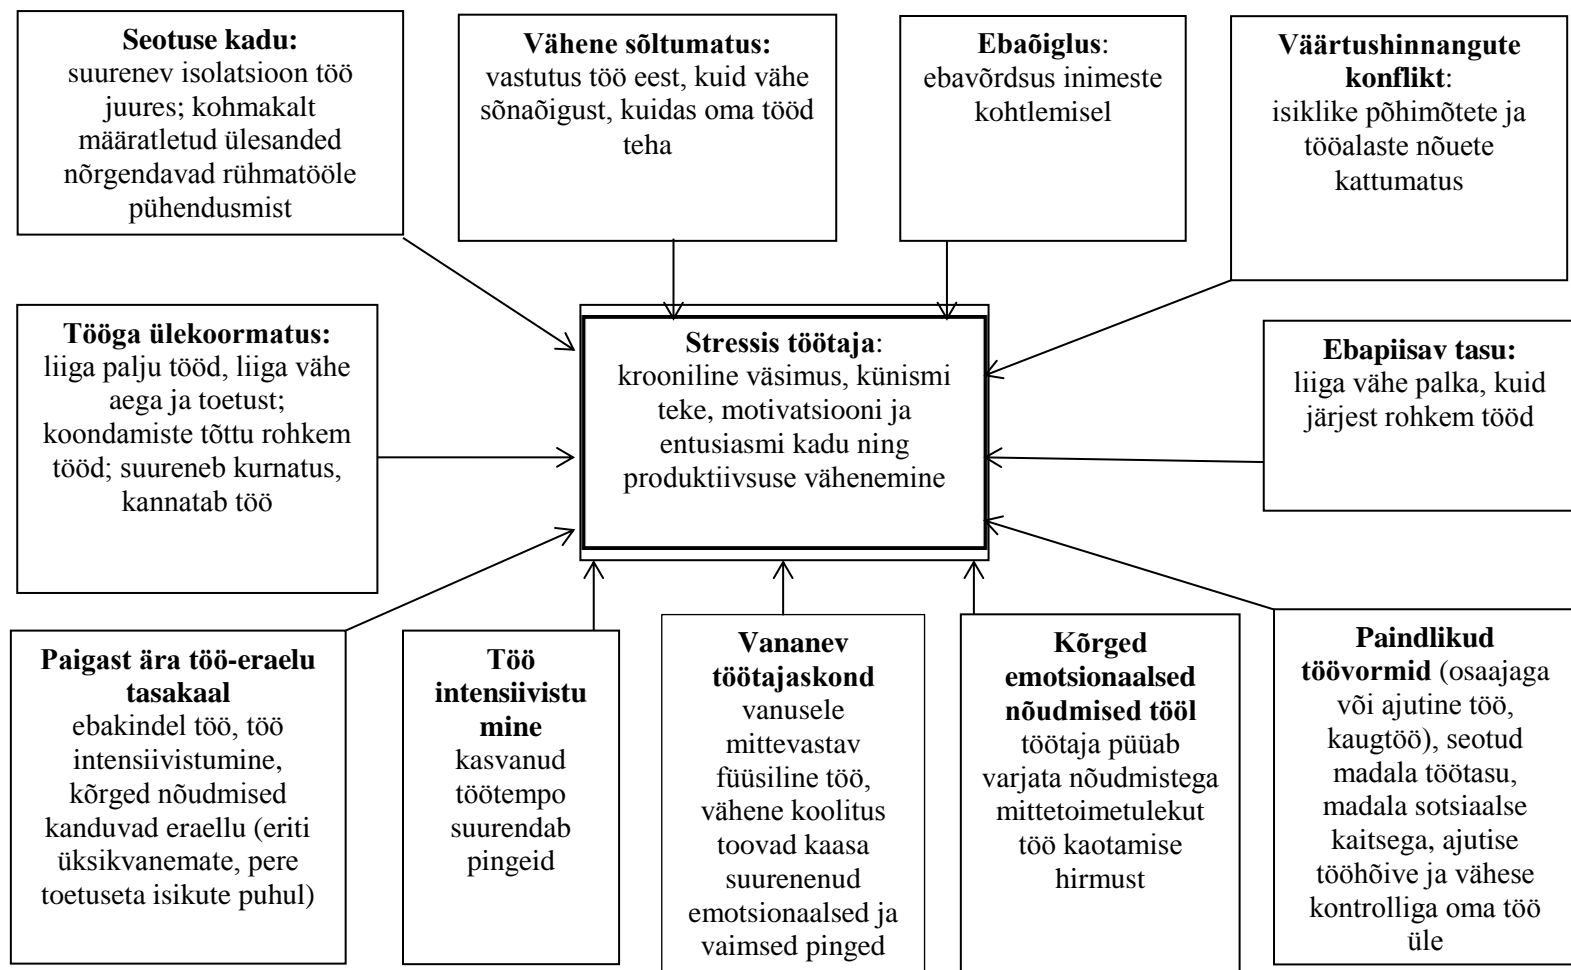 Seotuse kadu:
suurenev isolatsioon töö
juures; kohmakalt
määratletud ülesanded
nõrgendavad rühmatööle
pühendusmist
Vähene sõltumatus:
vastutus töö eest, kuid vähe
sõnaõigust, kuidas oma tööd
teha
Ebaõiglus:
ebavõrdsus inimeste
kohtlemisel
Väärtushinnangute
konflikt:
isiklike põhimõtete ja
tööalaste nõuete
kattumatus
Tööga ülekoormatus:
liiga palju tööd, liiga vähe
aega ja toetust;
koondamiste tõttu rohkem
tööd; suureneb kurnatus,
kannatab töö
Stressis töötaja:
krooniline väsimus, künismi
teke, motivatsiooni ja
entusiasmi kadu ning
produktiivsuse vähenemine
Ebapiisav tasu:
liiga vähe palka, kuid
järjest rohkem tööd
Paigast ära töö-eraelu
tasakaal
ebakindel töö, töö
intensiivistumine,
kõrged nõudmised
kanduvad eraellu (eriti
üksikvanemate, pere
toetuseta isikute puhul)
Töö
intensiivistu
mine
kasvanud
töötempo
suurendab
pingeid
Vananev
töötajaskond
vanusele
mittevastav
füüsiline töö,
vähene koolitus
toovad kaasa
suurenenud
emotsionaalsed ja
vaimsed pinged
Kõrged
emotsionaalsed
nõudmised tööl
töötaja püüab
varjata nõudmistega
mittetoimetulekut
töö kaotamise
hirmust
Paindlikud
töövormid (osaajaga
või ajutine töö,
kaugtöö), seotud
madala töötasu,
madala sotsiaalse
kaitsega, ajutise
tööhõive ja vähese
kontrolliga oma töö
üle